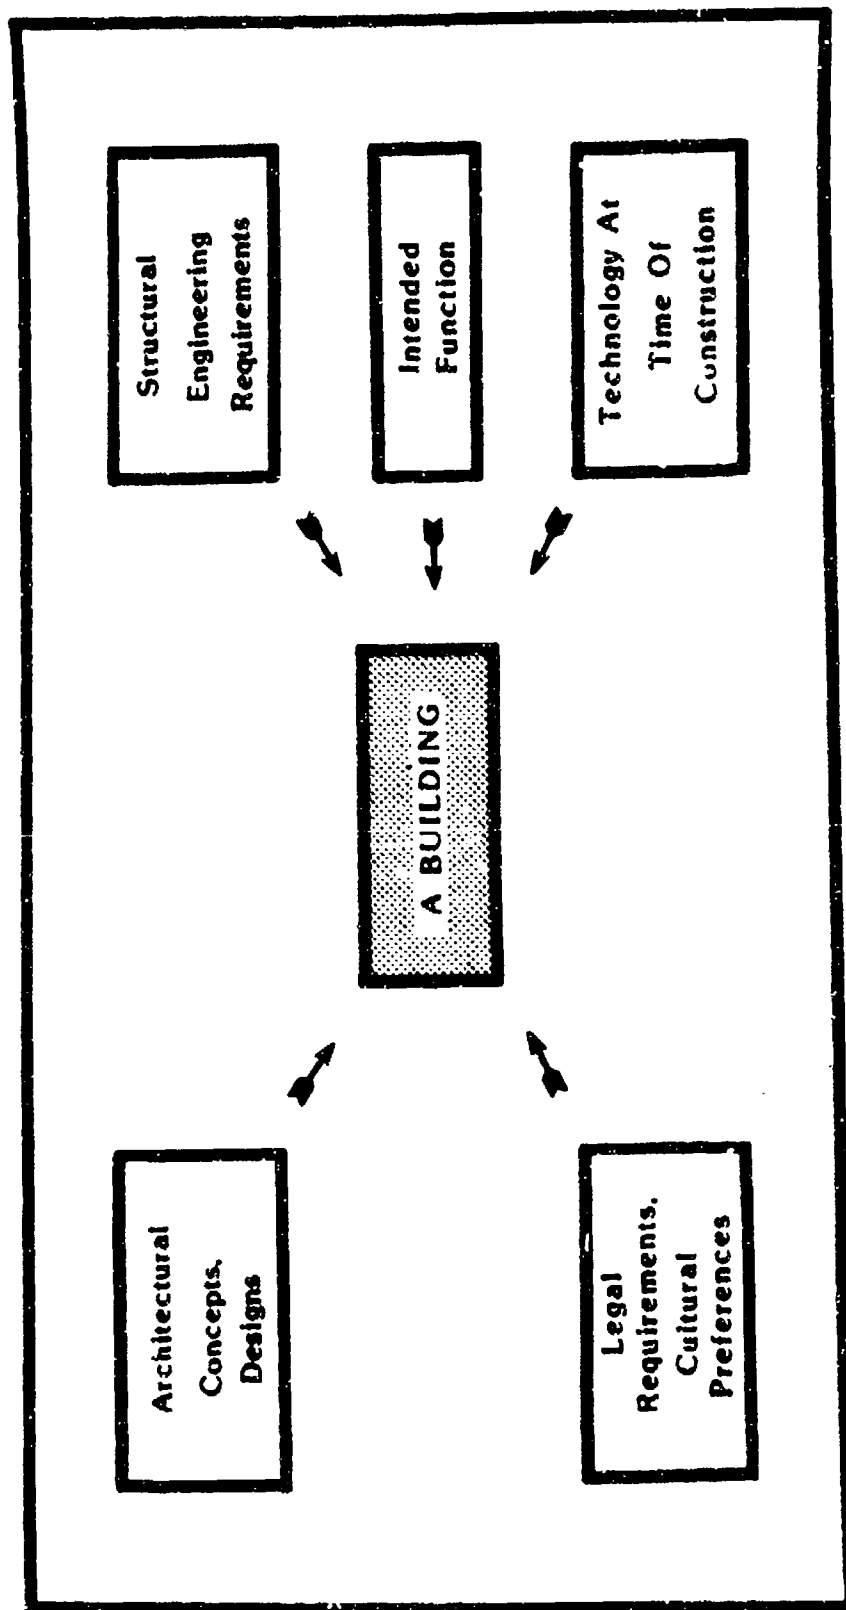 Architectural
Concepts,
Designs
Structural
Engineering
Requirements
A BUILDING
Intended
Function
Legal
Requirements,
Cultural
Preferences
Technology At
Time Of
Construction